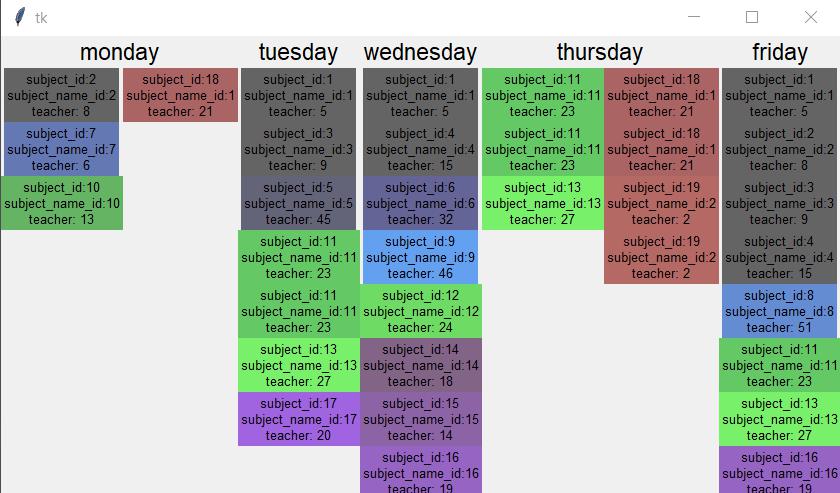 tk
monday
tuesday
wednesday
thursday
friday
subject_id:2
subject_name_id:2
teacher: 8
subject_id:7
subject_name_id:7
teacher: 6
subject_id:10
subject_name_id:10
teacher: 13
subject_id:18
subject_name_id:1
teacher: 21
subject_id:1
subject_name_id:1
teacher: 5
subject_id:3
subject_name_id:3
teacher: 9
subject_id:5
subject_name_id:5
teacher: 45
subject_id:11
subject_name_id:11
teacher: 23
subject_id:11
subject_name_id:11
teacher: 23
subject_id:13
subject_name_id:13
teacher: 27
subject_id:17
subject_name_id:17
teacher: 20
subject_id:1
subject_name_id:1
teacher: 5
subject_id:4
subject_name_id:4
teacher: 15
subject_id:6
subject_name_id:6
teacher: 32
subject_id:9
subject_name_id:9
teacher: 46
subject_id:12
subject_name_id:12
teacher: 24
subject_id:14
subject_name_id:14
teacher: 18
subject_id:15
subject_name_id:15
teacher: 14
subject_id:16
subject_name_id:16
teacher: 19
subject_id:11
subject_name_id:11
teacher: 23
subject_id:11
subject_name_id:11
teacher: 23
subject_id:13
subject_name_id:13
teacher: 27
subject_id:18
subject_name_id:1
teacher: 21
subject_id:18
subject_name_id:1
teacher: 21
subject_id:19
subject_name_id:2
teacher: 2
subject_id:19
subject_name_id:2
teacher: 2
subject_id:1
subject_name_id:1
teacher: 5
subject_id:2
subject_name_id:2
teacher: 8
subject_id:3
subject_name_id:3
teacher: 9
subject_id:4
subject_name_id:4
teacher: 15
subject_id:8
subject_name_id:8
teacher: 51
subject_id:11
subject_name_id:11
teacher: 23
subject_id:13
subject_name_id:13
teacher: 27
subject_id:16
subject_name_id:16
teacher: 19